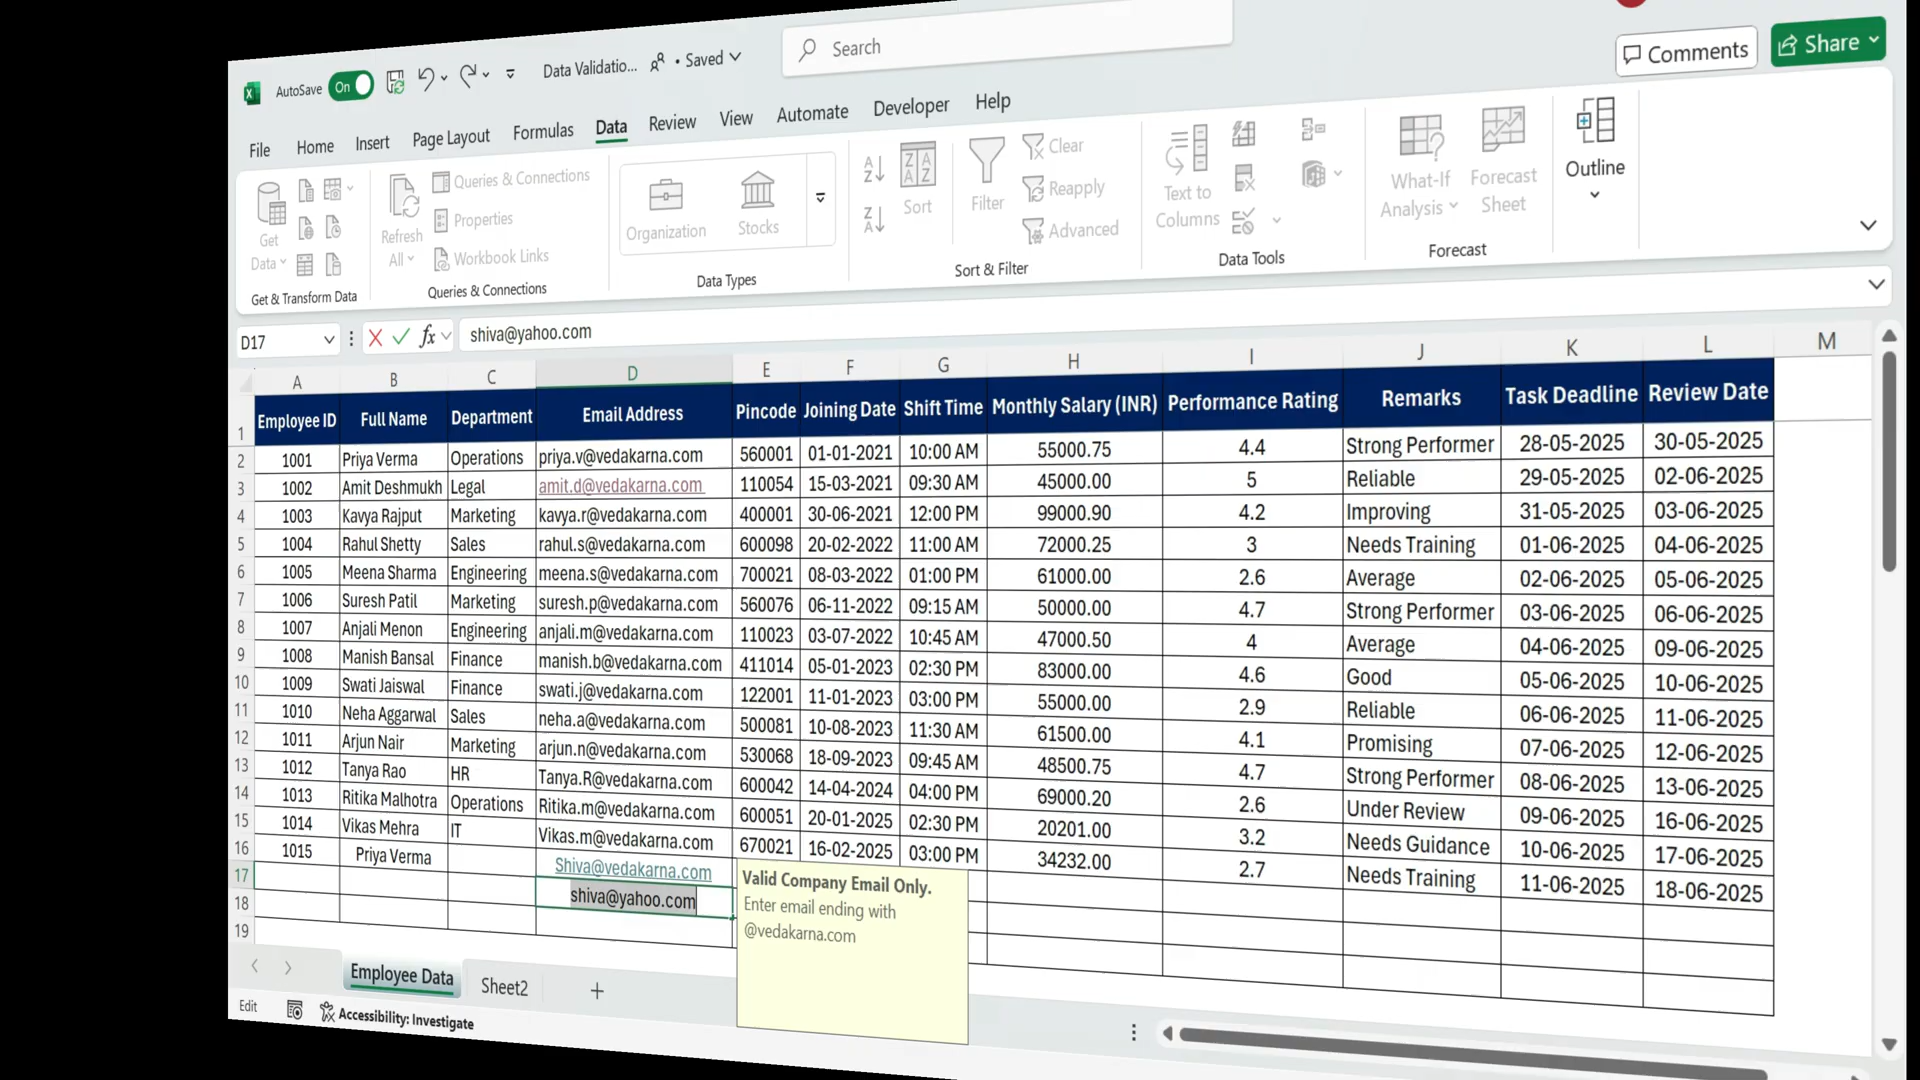 AutoSave On Data Validatio... • Saved Search Comments Share
File Home Insert Page Layout Formulas Data Review View Automate Developer Help
Get Data Refresh All Queries & Connections Properties Workbook Links Organization Stocks Sort Filter Clear Reapply Advanced Text to Columns What-If Analysis Forecast Sheet Outline
Get & Transform Data Queries & Connections Data Types Sort & Filter Data Tools Forecast
D17 fx shiva@yahoo.com
A B C D E F G H I J K L M
1 Employee ID Full Name Department Email Address Pincode Joining Date Shift Time Monthly Salary (INR) Performance Rating Remarks Task Deadline Review Date
2 1001 Priya Verma Operations priya.v@vedakarna.com 560001 01-01-2021 10:00 AM 55000.75 4.4 Strong Performer 28-05-2025 30-05-2025
3 1002 Amit Deshmukh Legal amit.d@vedakarna.com 110054 15-03-2021 09:30 AM 45000.00 5 Reliable 29-05-2025 02-06-2025
4 1003 Kavya Rajput Marketing kavya.r@vedakarna.com 400001 30-06-2021 12:00 PM 99000.90 4.2 Improving 31-05-2025 03-06-2025
5 1004 Rahul Shetty Sales rahul.s@vedakarna.com 600098 20-02-2022 11:00 AM 72000.25 3 Needs Training 01-06-2025 04-06-2025
6 1005 Meena Sharma Engineering meena.s@vedakarna.com 700021 08-03-2022 01:00 PM 61000.00 2.6 Average 02-06-2025 05-06-2025
7 1006 Suresh Patil Marketing suresh.p@vedakarna.com 560076 06-11-2022 09:15 AM 50000.00 4.7 Strong Performer 03-06-2025 06-06-2025
8 1007 Anjali Menon Engineering anjali.m@vedakarna.com 110023 03-07-2022 10:45 AM 47000.50 4 Average 04-06-2025 09-06-2025
9 1008 Manish Bansal Finance manish.b@vedakarna.com 411014 05-01-2023 02:30 PM 83000.00 4.6 Good 05-06-2025 10-06-2025
10 1009 Swati Jaiswal Finance swati.j@vedakarna.com 122001 11-01-2023 03:00 PM 55000.00 2.9 Reliable 06-06-2025 11-06-2025
11 1010 Neha Aggarwal Sales neha.a@vedakarna.com 500081 10-08-2023 11:30 AM 61500.00 4.1 Promising 07-06-2025 12-06-2025
12 1011 Arjun Nair Marketing arjun.n@vedakarna.com 530068 18-09-2023 09:45 AM 48500.75 4.7 Strong Performer 08-06-2025 13-06-2025
13 1012 Tanya Rao HR Tanya.R@vedakarna.com 600042 14-04-2024 04:00 PM 69000.20 2.6 Under Review 09-06-2025 16-06-2025
14 1013 Ritika Malhotra Operations Ritika.m@vedakarna.com 600051 20-01-2025 02:30 PM 20201.00 3.2 Needs Guidance 10-06-2025 17-06-2025
15 1014 Vikas Mehra IT Vikas.m@vedakarna.com 670021 16-02-2025 03:00 PM 34232.00 2.7 Needs Training 11-06-2025 18-06-2025
16 1015 Priya Verma Shiva@vedakarna.com
17 shiva@yahoo.com
18
19
Valid Company Email Only.
Enter email ending with
@vedakarna.com
Employee Data Sheet2 +
Edit Accessibility: Investigate